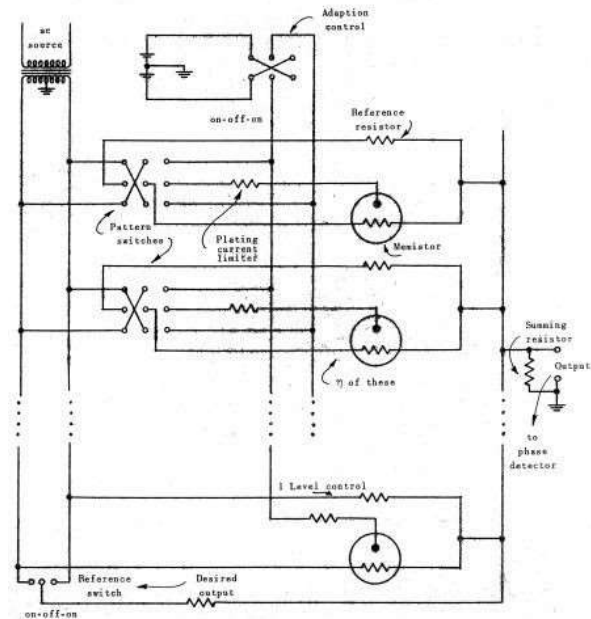 ac
source
Adaption
control
on-off-on
Reference
resistor
Pattern
switches
Plating
current
limiter
Memistor
Summing
resistor
η of these
Output
to
phase
detector
1 Level control
Reference
switch
Desired
output
on-off-on